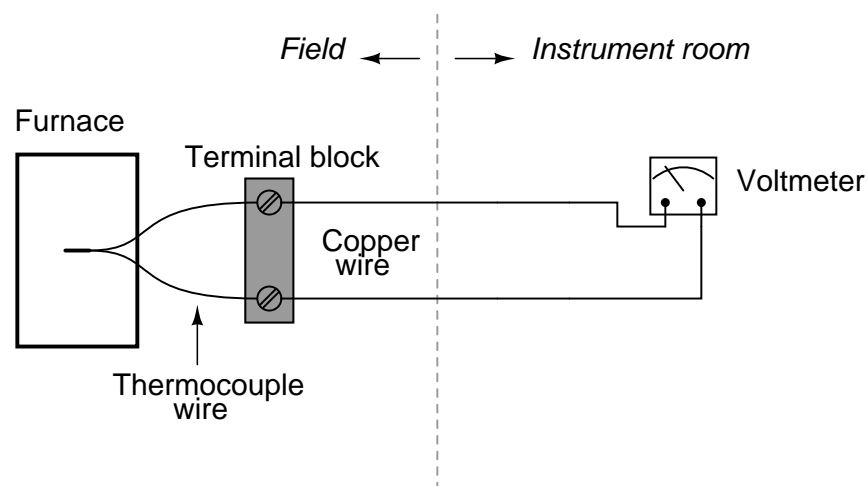 Field
Instrument room
Furnace
Terminal block
Voltmeter
Copper
wire
Thermocouple
wire